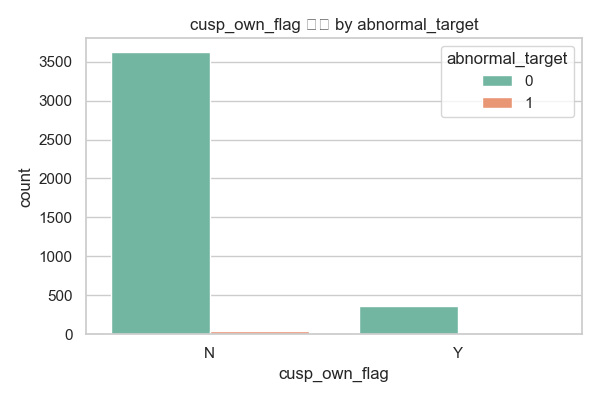 cusp_own_flag by abnormal_target
abnormal_target
0
1
count
3500
3000
2500
2000
1500
1000
500
0
N
Y
cusp_own_flag